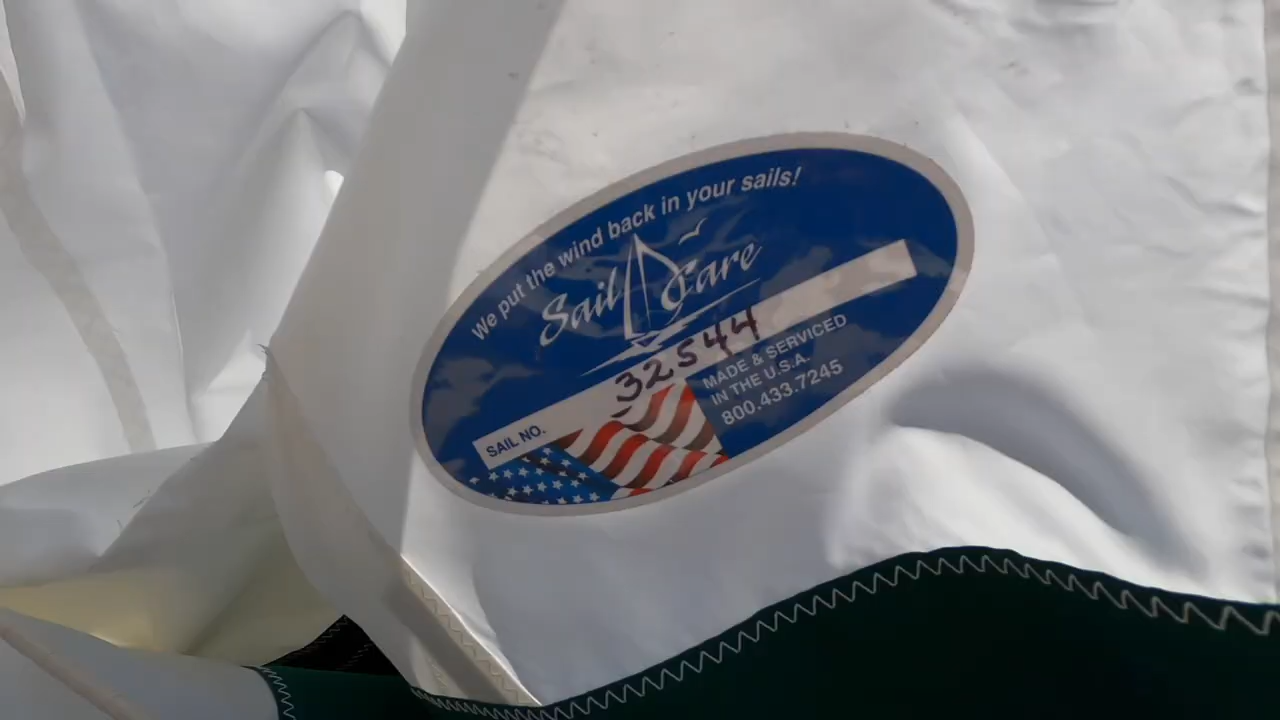 We put the wind back in your sails!
Sail Care
SAIL NO. 32544
MADE & SERVICED
IN THE U.S.A.
800.433.7245